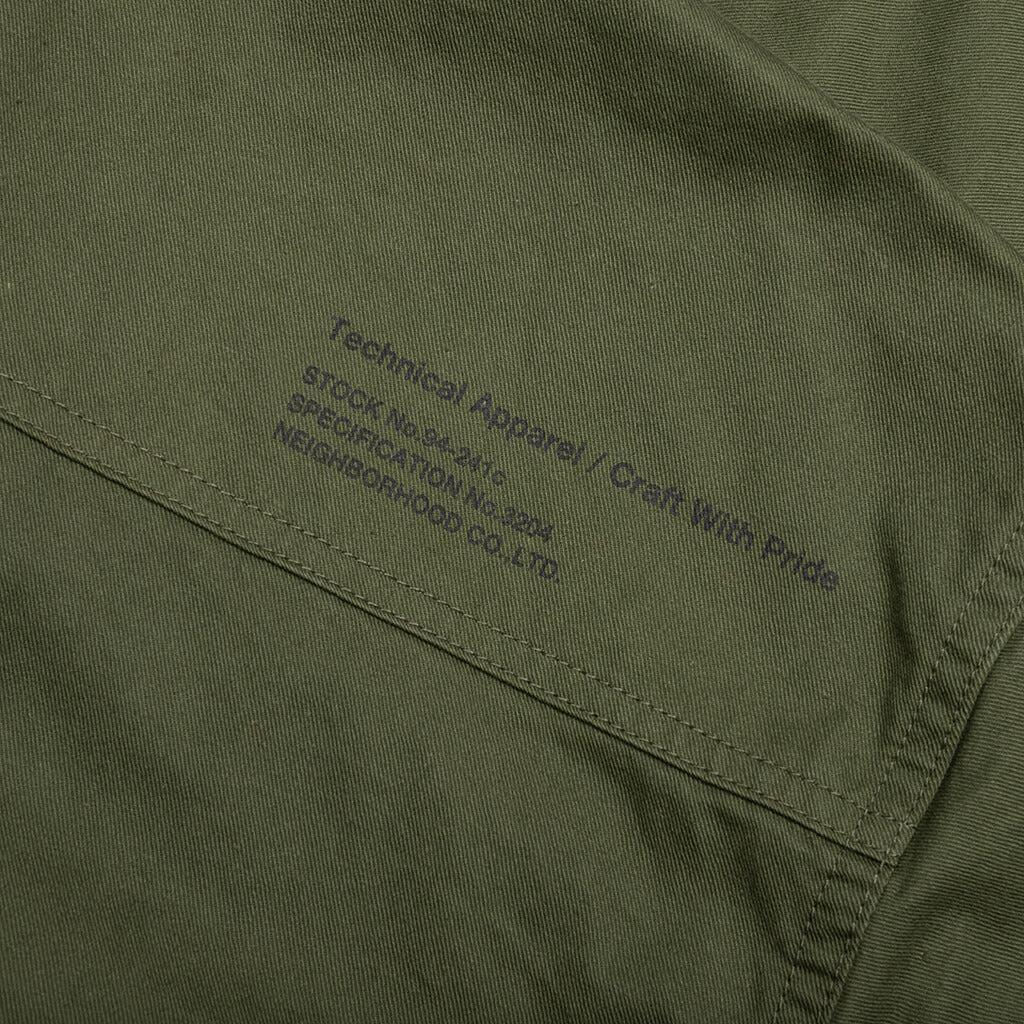 Technical Apparel / Craft With Pride
STOCK No.94-241c
SPECIFICATION No.3204
NEIGHBORHOOD CO.,LTD.